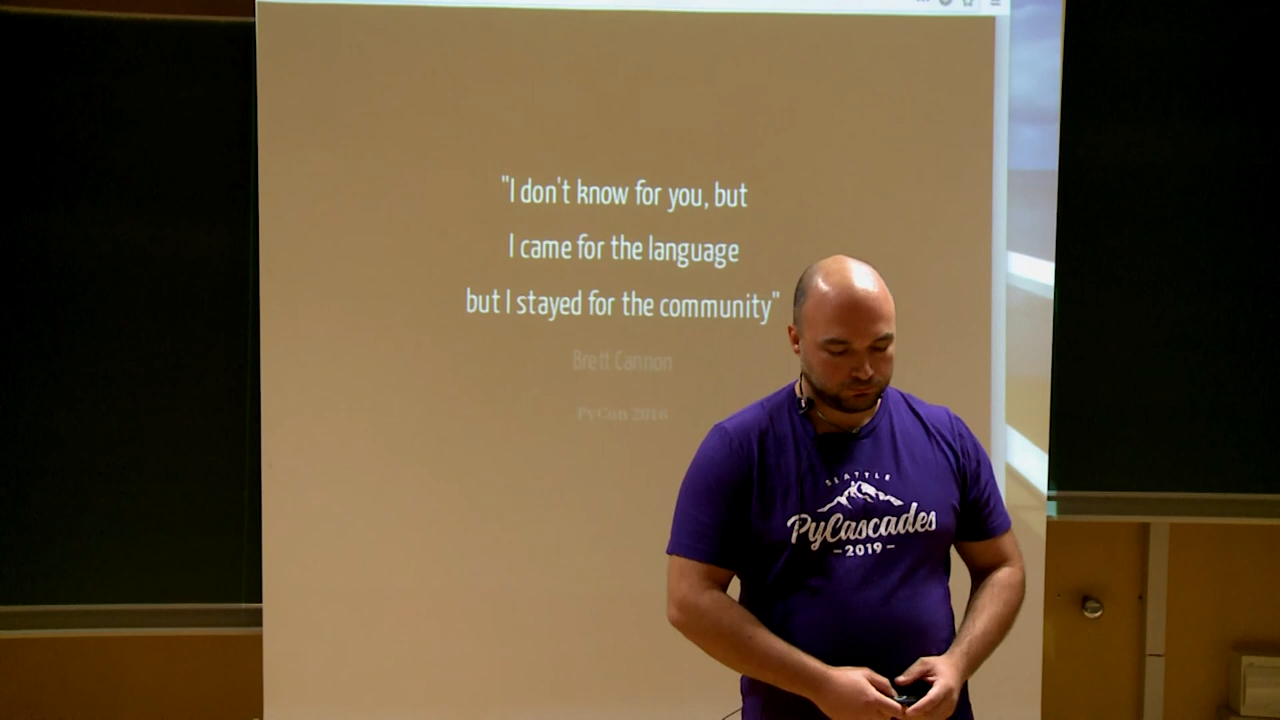 "I don't know for you, but
I came for the language
but I stayed for the community"
Brett Cannon
PyCon 2016
SEATTLE
PyCascades
-2019-